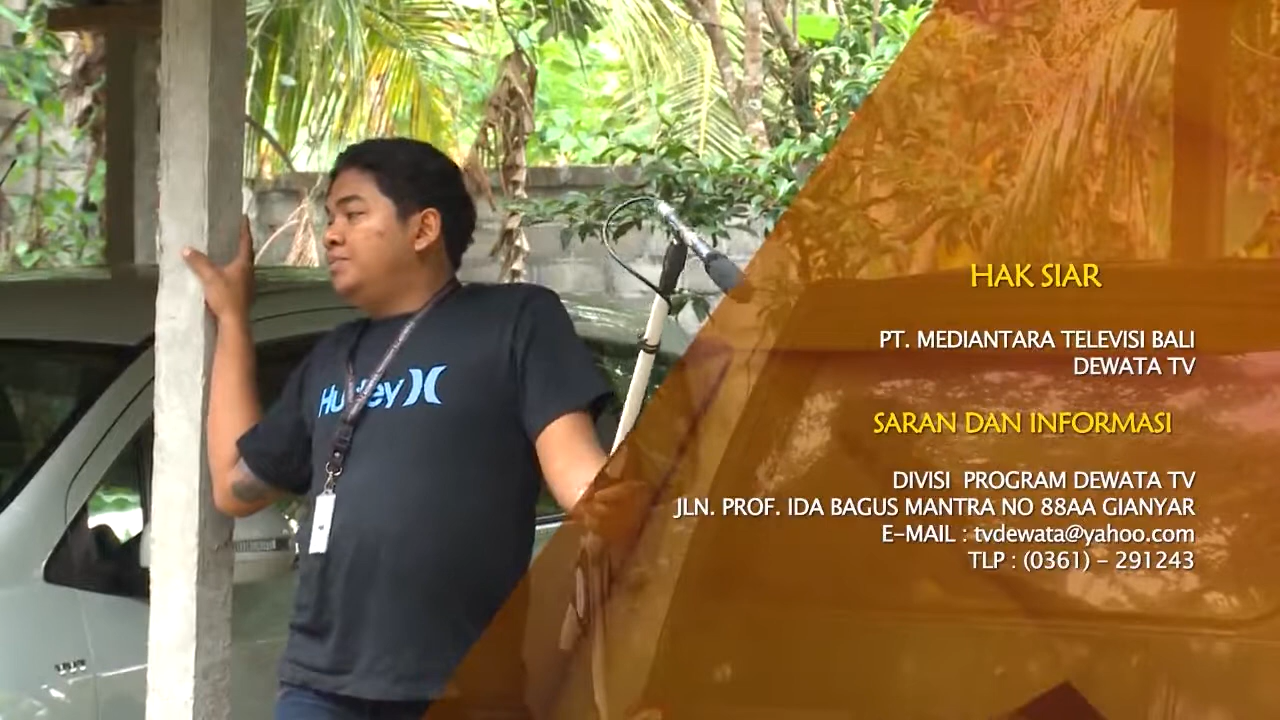 Hurley
HAK SIAR
PT. MEDIANTARA TELEVISI BALI
DEWATA TV
SARAN DAN INFORMASI
DIVISI PROGRAM DEWATA TV
JLN. PROF. IDA BAGUS MANTRA NO 88AA GIANYAR
E-MAIL : tvdewata@yahoo.com
TLP : (0361) - 291243